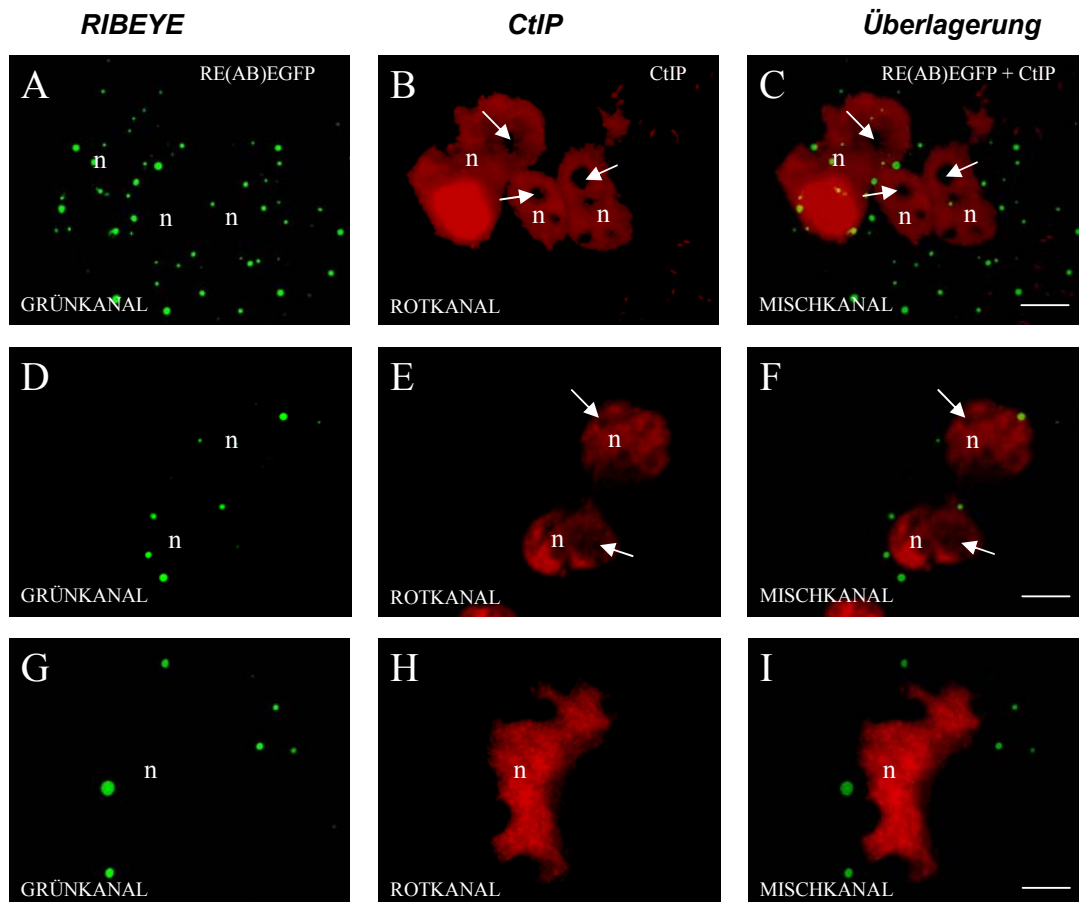 RIBEYE CtIP Überlagerung
A RE(AB)EGFP B CtIP C RE(AB)EGFP + CtIP
n n n
n n n
n n n
GRÜNKANAL ROTKANAL MISCHKANAL
D E F
n n n
n n n
GRÜNKANAL ROTKANAL MISCHKANAL
G H I
n n n
GRÜNKANAL ROTKANAL MISCHKANAL